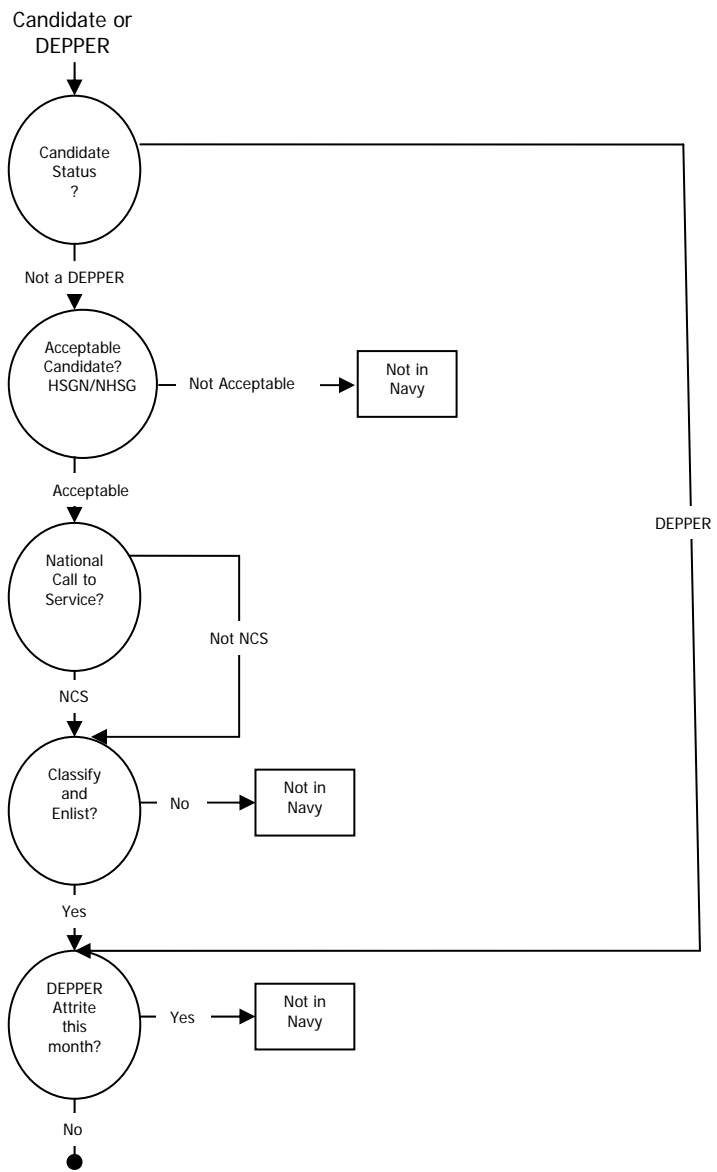 Candidate or
DEPPER
Candidate
Status
?
Not a DEPPER
Acceptable
Candidate?
HSGN/NHSG
Not Acceptable
Not in
Navy
Acceptable
DEPPER
National
Call to
Service?
Not NCS
NCS
Classify
and
Enlist?
No
Not in
Navy
Yes
DEPPER
Attrite
this
month?
Yes
Not in
Navy
No